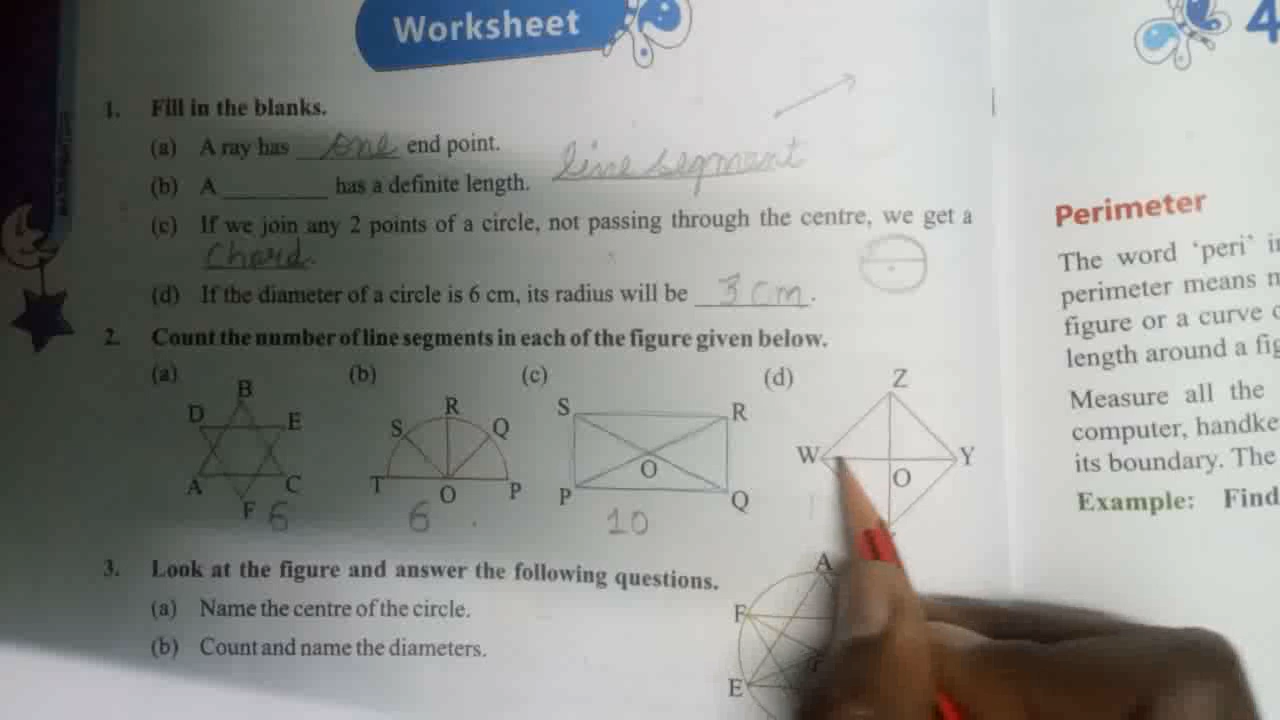 Worksheet
4
1. Fill in the blanks.
(a) A ray has one end point.
(b) A ________ has a definite length. line segment
(c) If we join any 2 points of a circle, not passing through the centre, we get a
Chord.
(d) If the diameter of a circle is 6 cm, its radius will be 3 cm.
2. Count the number of line segments in each of the figure given below.
(a) (b) (c) (d)
B
D E
A C
F 6
R
S Q
T O P
6
S R
O
P Q
10
Z
W Y
O
3. Look at the figure and answer the following questions.
(a) Name the centre of the circle.
(b) Count and name the diameters.
A
F
E
Perimeter
The word 'peri' in
perimeter means
figure or a curve
length around a
Measure all the
computer,
its boundary. The
Example: Find